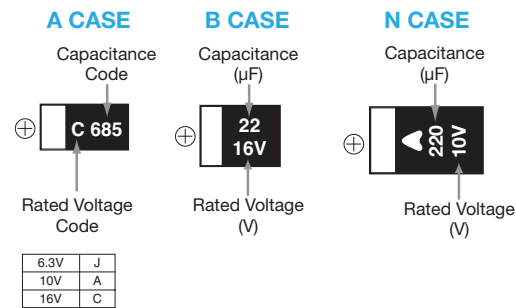 A CASE
Capacitance
Code
C 685
Rated Voltage
Code
6.3V J
10V A
16V C
B CASE
Capacitance
(µF)
22
16V
Rated Voltage
(V)
N CASE
Capacitance
(µF)
220
10V
Rated Voltage
(V)